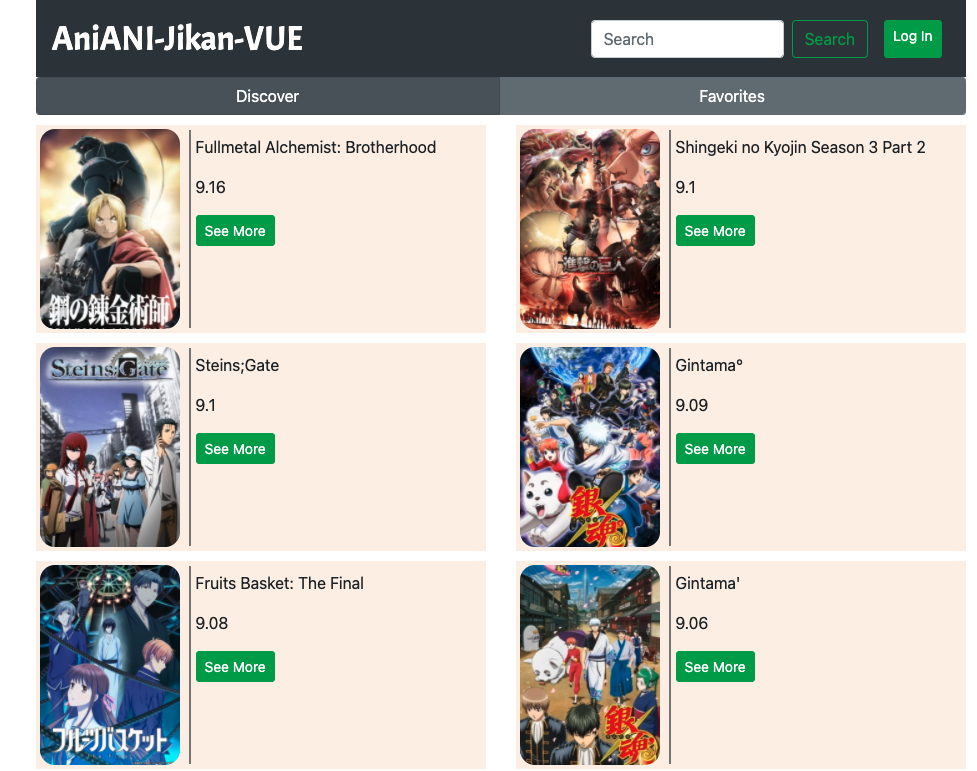 AniANI-Jikan-VUE
Search
Search
Log In
Discover
Favorites
鋼の錬金術師
Fullmetal Alchemist: Brotherhood
9.16
See More
進撃の巨人
Shingeki no Kyojin Season 3 Part 2
9.1
See More
Steins;Gate
Steins;Gate
9.1
See More
銀魂
Gintama°
9.09
See More
フルーツバスケット
Fruits Basket: The Final
9.08
See More
銀魂
Gintama'
9.06
See More